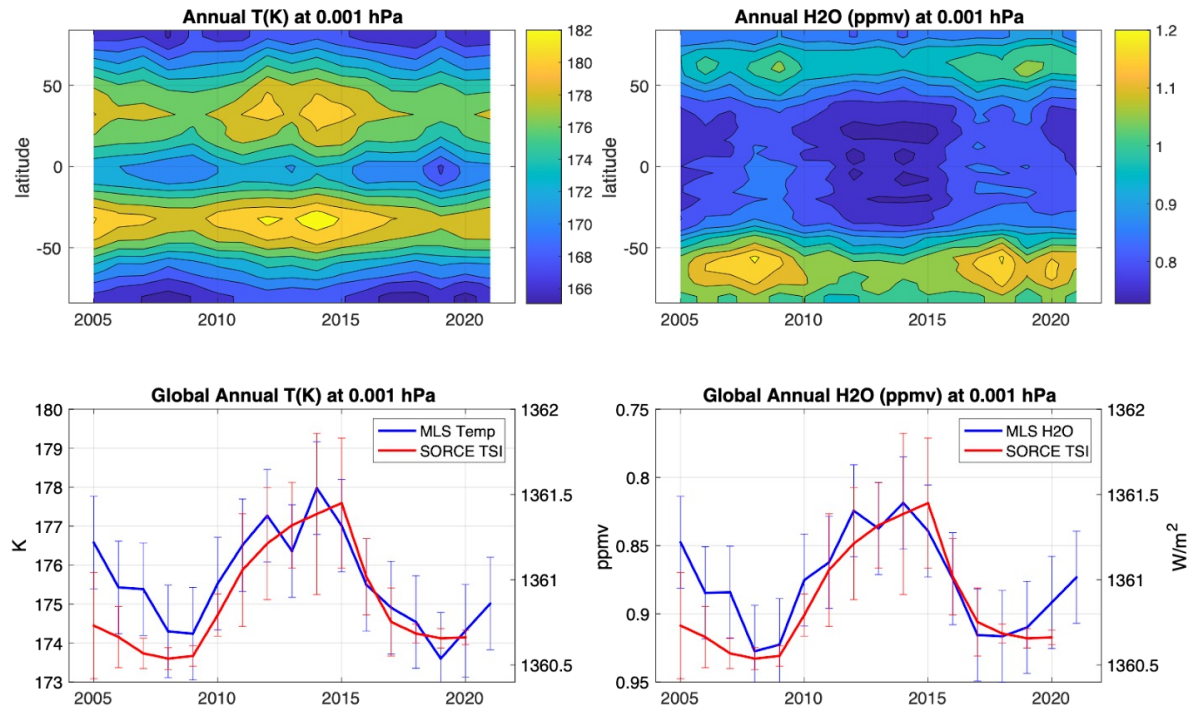 Annual T(K) at 0.001 hPa
50
0
-50
latitude
2005 2010 2015 2020
182
180
178
176
174
172
170
168
166
Annual H2O (ppmv) at 0.001 hPa
50
0
-50
latitude
2005 2010 2015 2020
1.2
1.1
1
0.9
0.8
Global Annual T(K) at 0.001 hPa
180
179
178
177
176
175
174
173
K
MLS Temp
SORCE TSI
1362
1361.5
1361
1360.5
2005 2010 2015 2020
Global Annual H2O (ppmv) at 0.001 hPa
0.75
0.8
0.85
0.9
0.95
ppmv
MLS H2O
SORCE TSI
1362
1361.5
1361
1360.5
W/m²
2005 2010 2015 2020